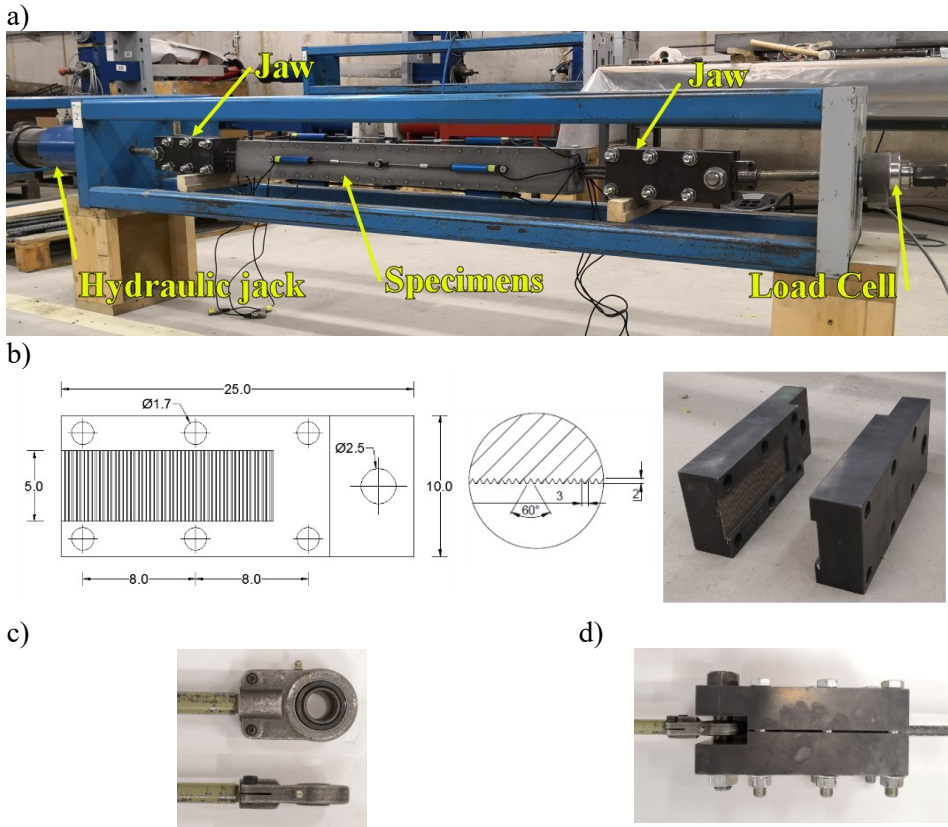 a)
Jaw
Jaw
Hydraulic jack
Specimens
Load Cell
b)
25.0
Ø1.7
Ø2.5
5.0
10.0
8.0
8.0
3
2
60°
c)
d)